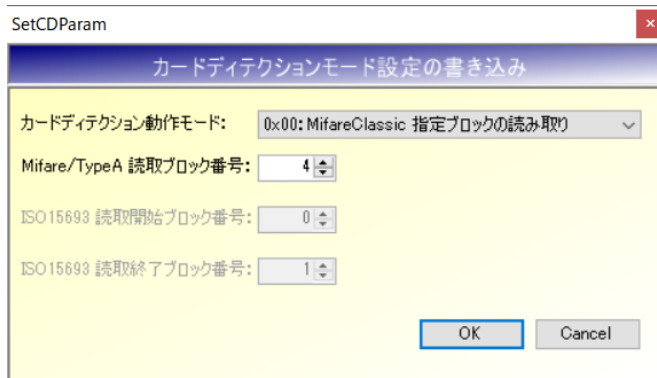 SetCDParam
×
カードディテクションモード設定の書き込み
カードディテクション動作モード: 0x00:MifareClassic 指定ブロックの読み取り
Mifare/TypeA 読取ブロック番号: 4
ISO15693 読取開始ブロック番号: 0
ISO15693 読取終了ブロック番号: 1
OK Cancel